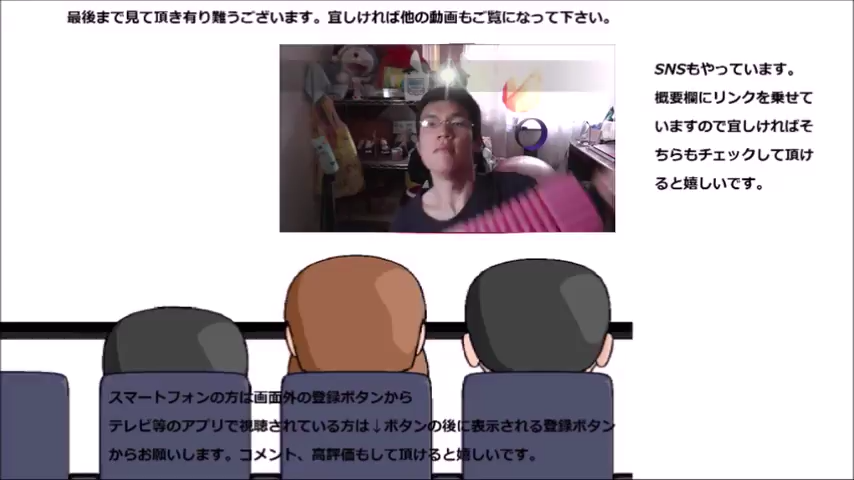 最後まで見て頂き有り難うございます。宜しければ他の動画もご覧になって下さい。
SNSもやっています。
概要欄にリンクを乗せて
いますので宜しければそ
ちらもチェックして頂け
ると嬉しいです。
スマートフォンの方は画面外の登録ボタンから
テレビ等のアプリで視聴されている方は↓ボタンの後に表示される登録ボタン
からお願いします。コメント、高評価もして頂けると嬉しいです。